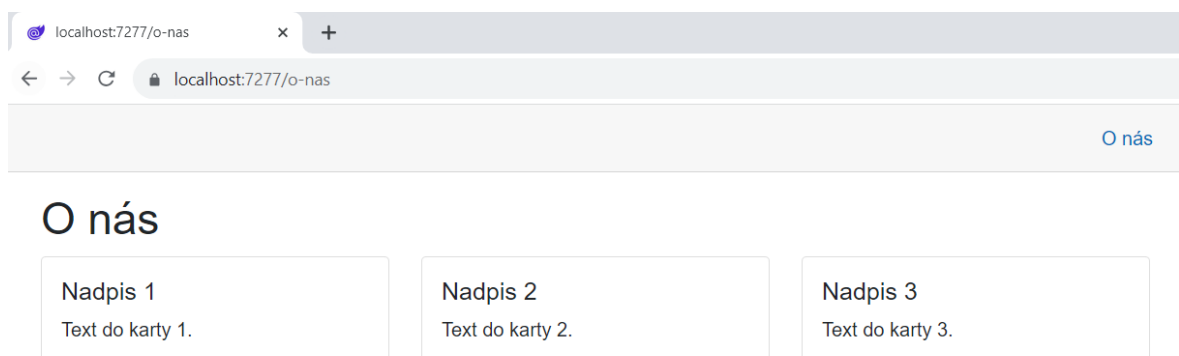 localhost:7277/o-nas
localhost:7277/o-nas
O nás
O nás
Nadpis 1 Nadpis 2 Nadpis 3
Text do karty 1. Text do karty 2. Text do karty 3.